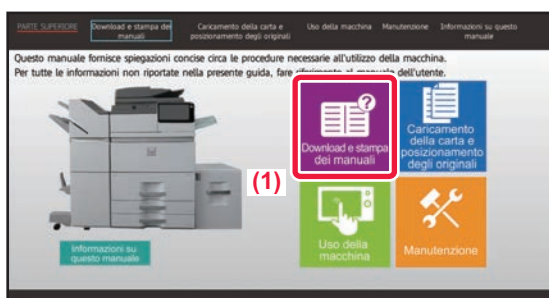 PARTE SUPERIORE
Download e stampa dei
manuali
Caricamento della carta e
posizionamento degli originali
Uso della macchina
Manutenzione
Informazioni su questo
manuale
Questo manuale fornisce spiegazioni concise circa le procedure necessarie all'utilizzo della macchina.
Per tutte le informazioni non riportate nella presente guida, fare riferimento al manuale dell'utente.
Download e stampa
dei manuali
Caricamento
della carta e
posizionamento
degli originali
(1)
Uso della
macchina
Manutenzione
Informazioni su
questo manuale